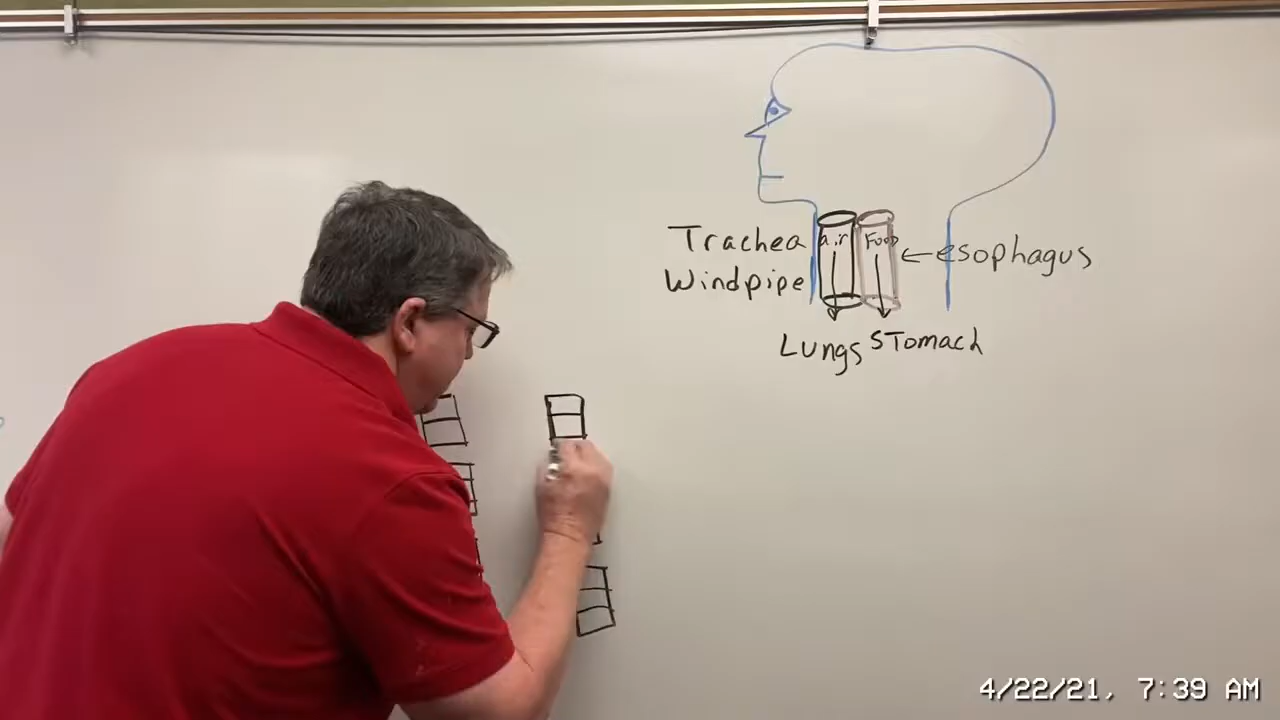 Trachea
Windpipe
air
Food
esophagus
Lungs
Stomach
4/22/21, 7:39 AM